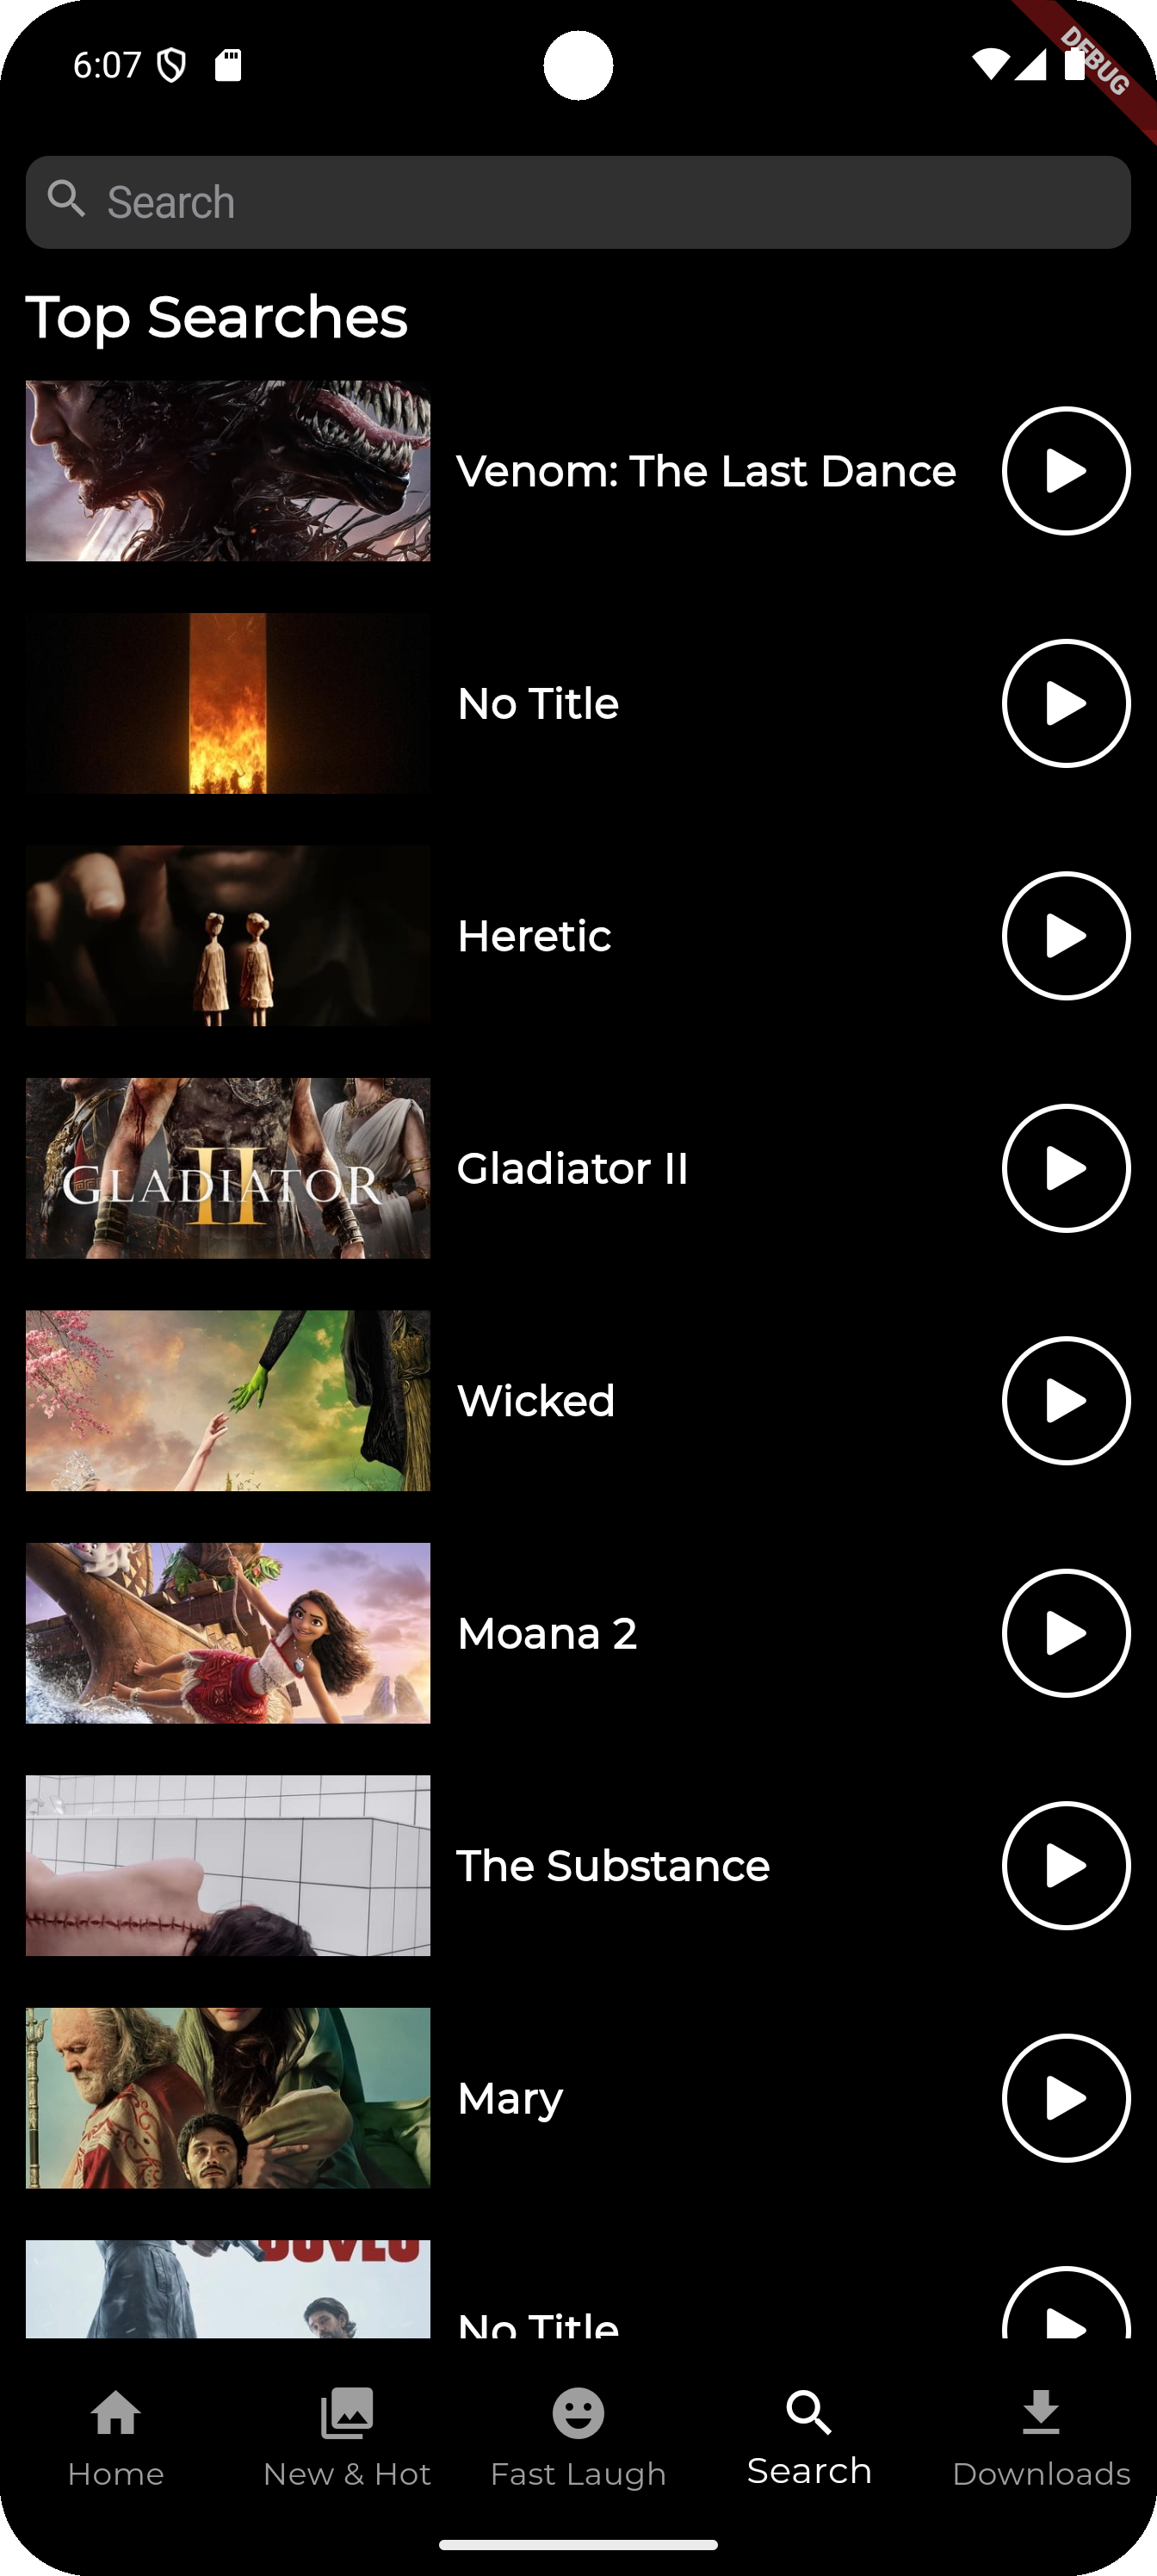 6:07
DEBUG
Search
Top Searches
Venom: The Last Dance
No Title
Heretic
GLADIATOR
II
Gladiator II
Wicked
Moana 2
The Substance
Mary
No Title
Home
New & Hot
Fast Laugh
Search
Downloads